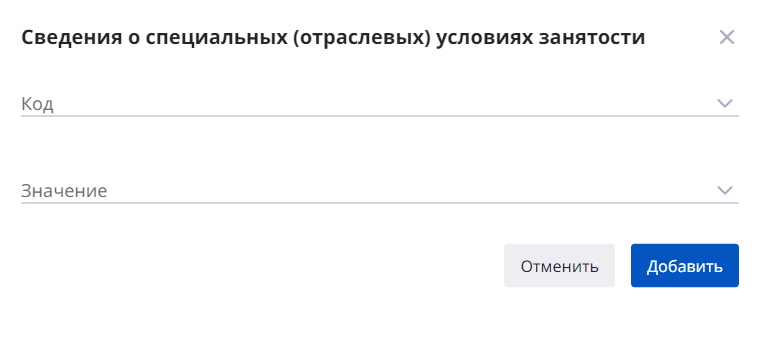 Сведения о специальных (отраслевых) условиях занятости
Код
Значение
Отменить
Добавить